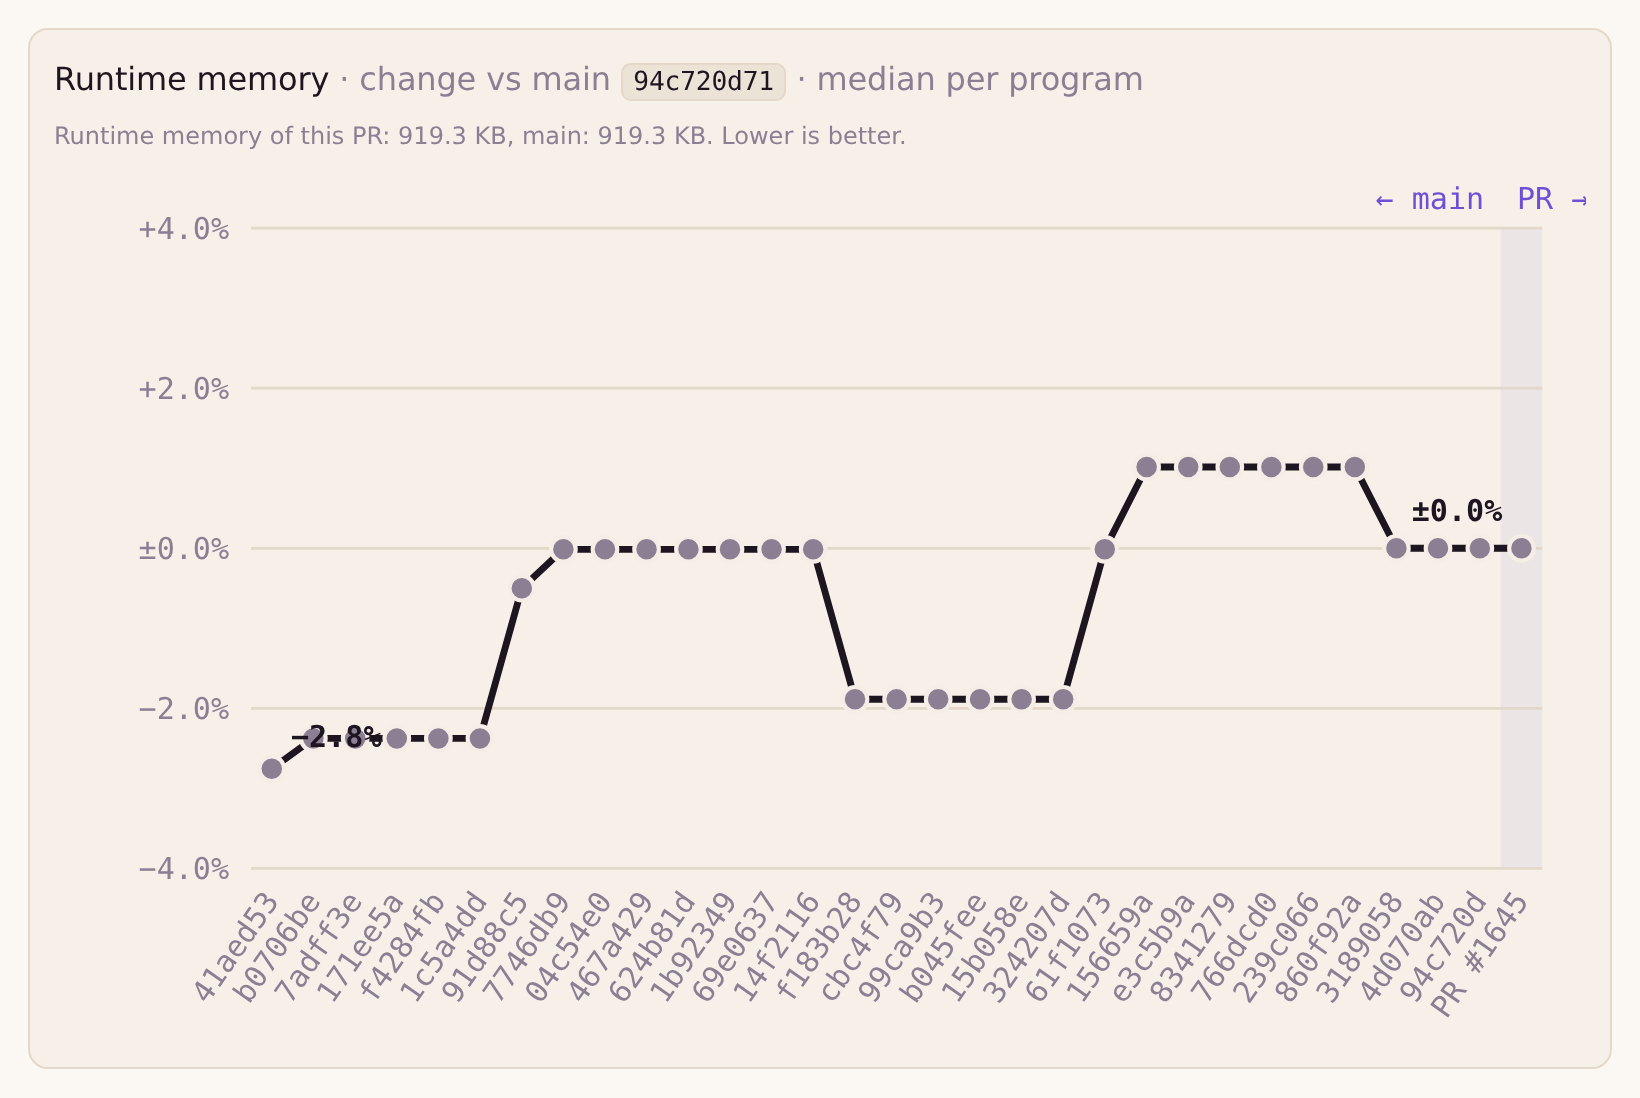 Runtime memory · change vs main 94c720d71 · median per program
Runtime memory of this PR: 919.3 KB, main: 919.3 KB. Lower is better.
← main PR →
+4.0%
+2.0%
±0.0%
−2.0%
−4.0%
−2.8%
±0.0%
41aed53
b0706be
7adff3e
171ee5a
f4284fb
1c5a4dd
91d88c5
7746db9
04c54e0
467a429
624b81d
1b92349
69e0637
14f2116
f183b28
cbc4f79
99ca9b3
b045fee
15b058e
324207d
61f1073
156659a
e3c5b9a
8341279
766dcd0
239c066
860f92a
3189058
4d070ab
94c720d
PR #1645